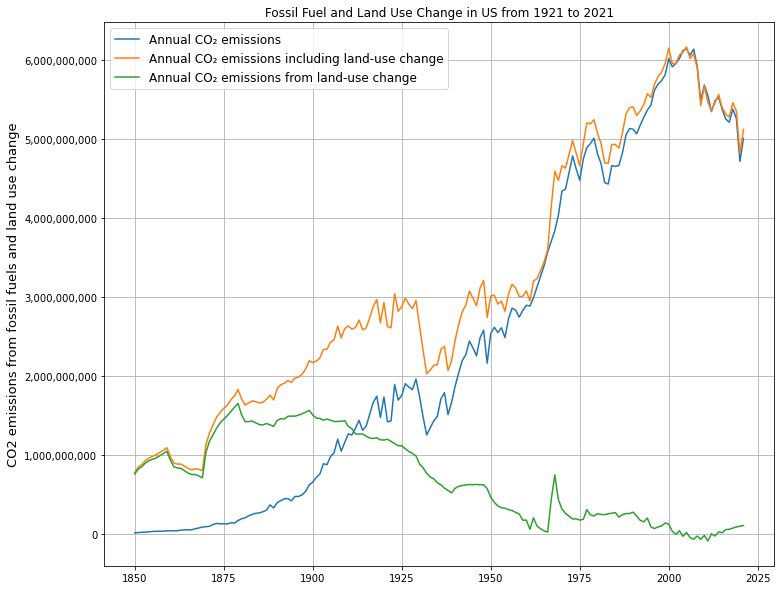 Fossil Fuel and Land Use Change in US from 1921 to 2021
Annual CO₂ emissions
Annual CO₂ emissions including land-use change
Annual CO₂ emissions from land-use change
CO2 emissions from fossil fuels and land use change
6,000,000,000
5,000,000,000
4,000,000,000
3,000,000,000
2,000,000,000
1,000,000,000
0
1850 1875 1900 1925 1950 1975 2000 2025